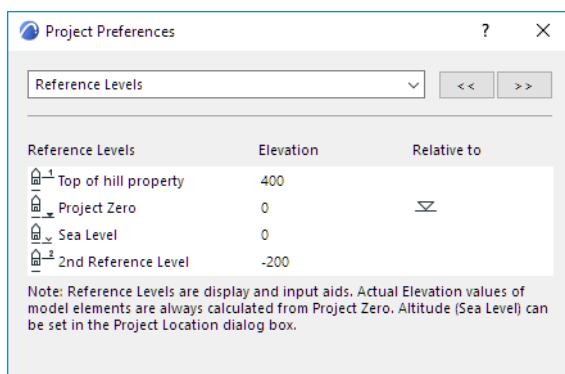 Project Preferences ?
Reference Levels << >>
Reference Levels Elevation Relative to
1 Top of hill property 400
Project Zero 0
Sea Level 0
2 2nd Reference Level -200
Note: Reference Levels are display and input aids. Actual Elevation values of
model elements are always calculated from Project Zero. Altitude (Sea Level) can
be set in the Project Location dialog box.